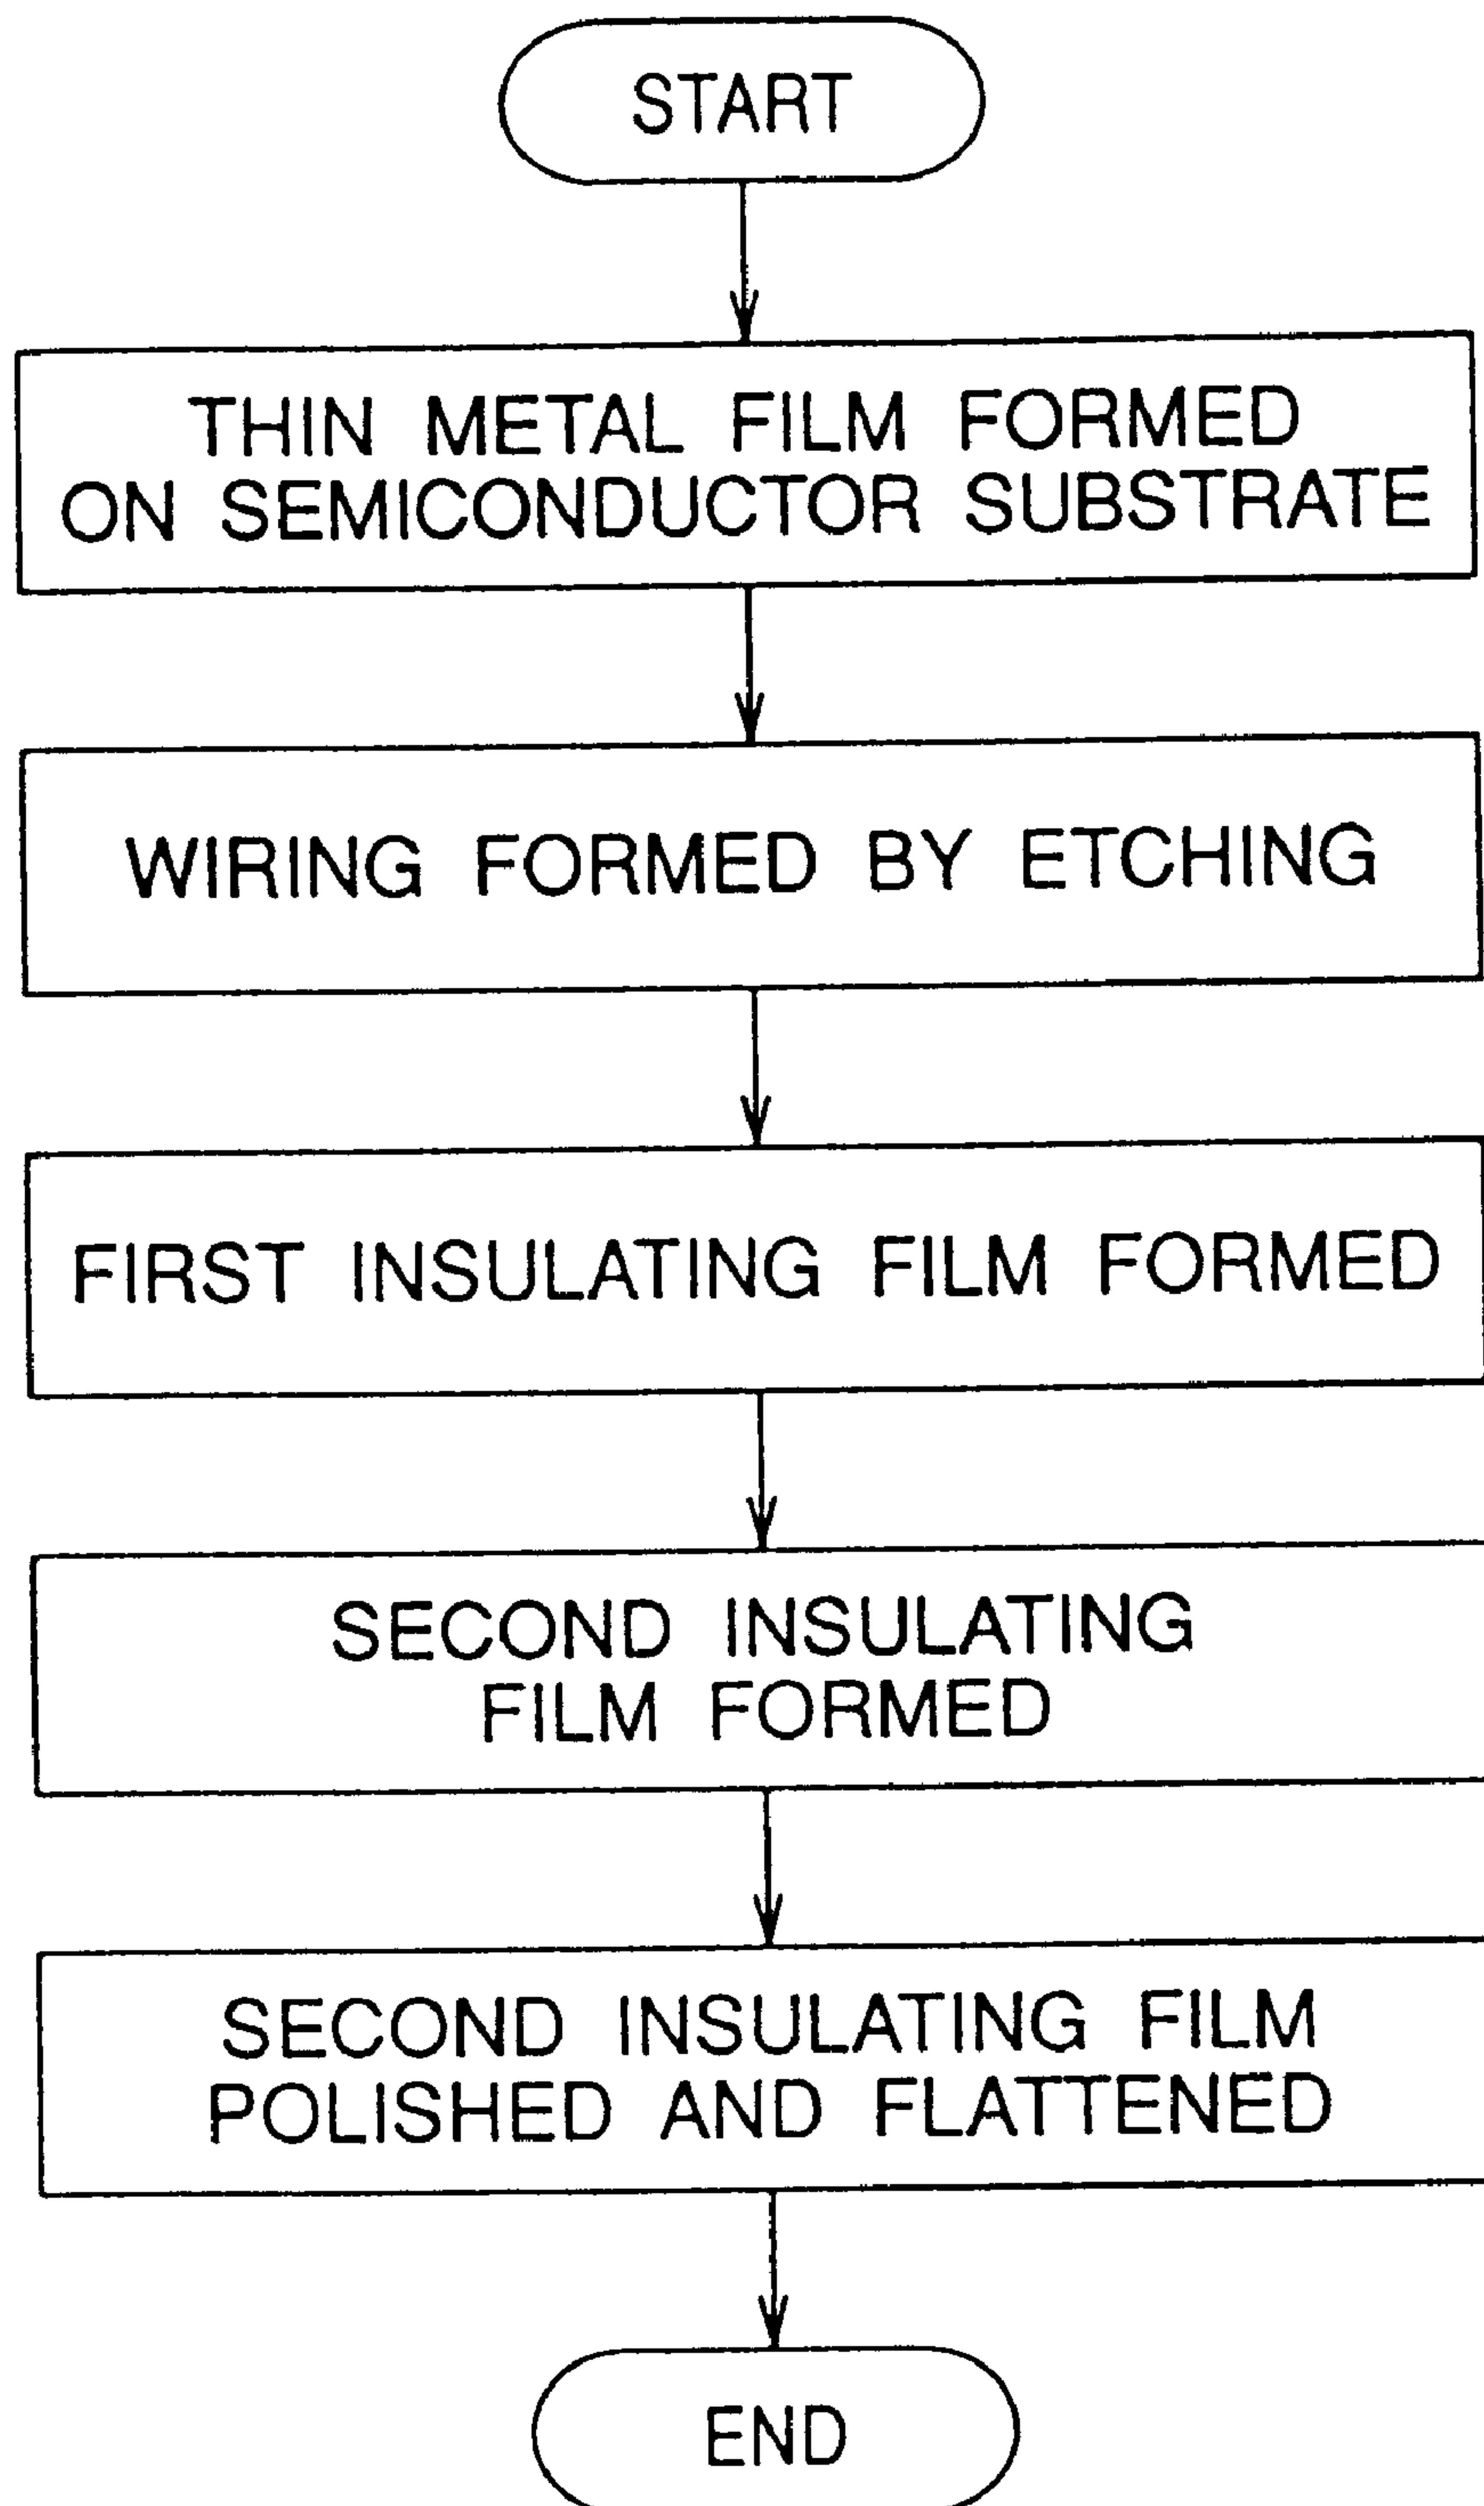 START
THIN METAL FILM FORMED
ON SEMICONDUCTOR SUBSTRATE
WIRING FORMED BY ETCHING
FIRST INSULATING FILM FORMED
SECOND INSULATING
FILM FORMED
SECOND INSULATING FILM
POLISHED AND FLATTENED
END